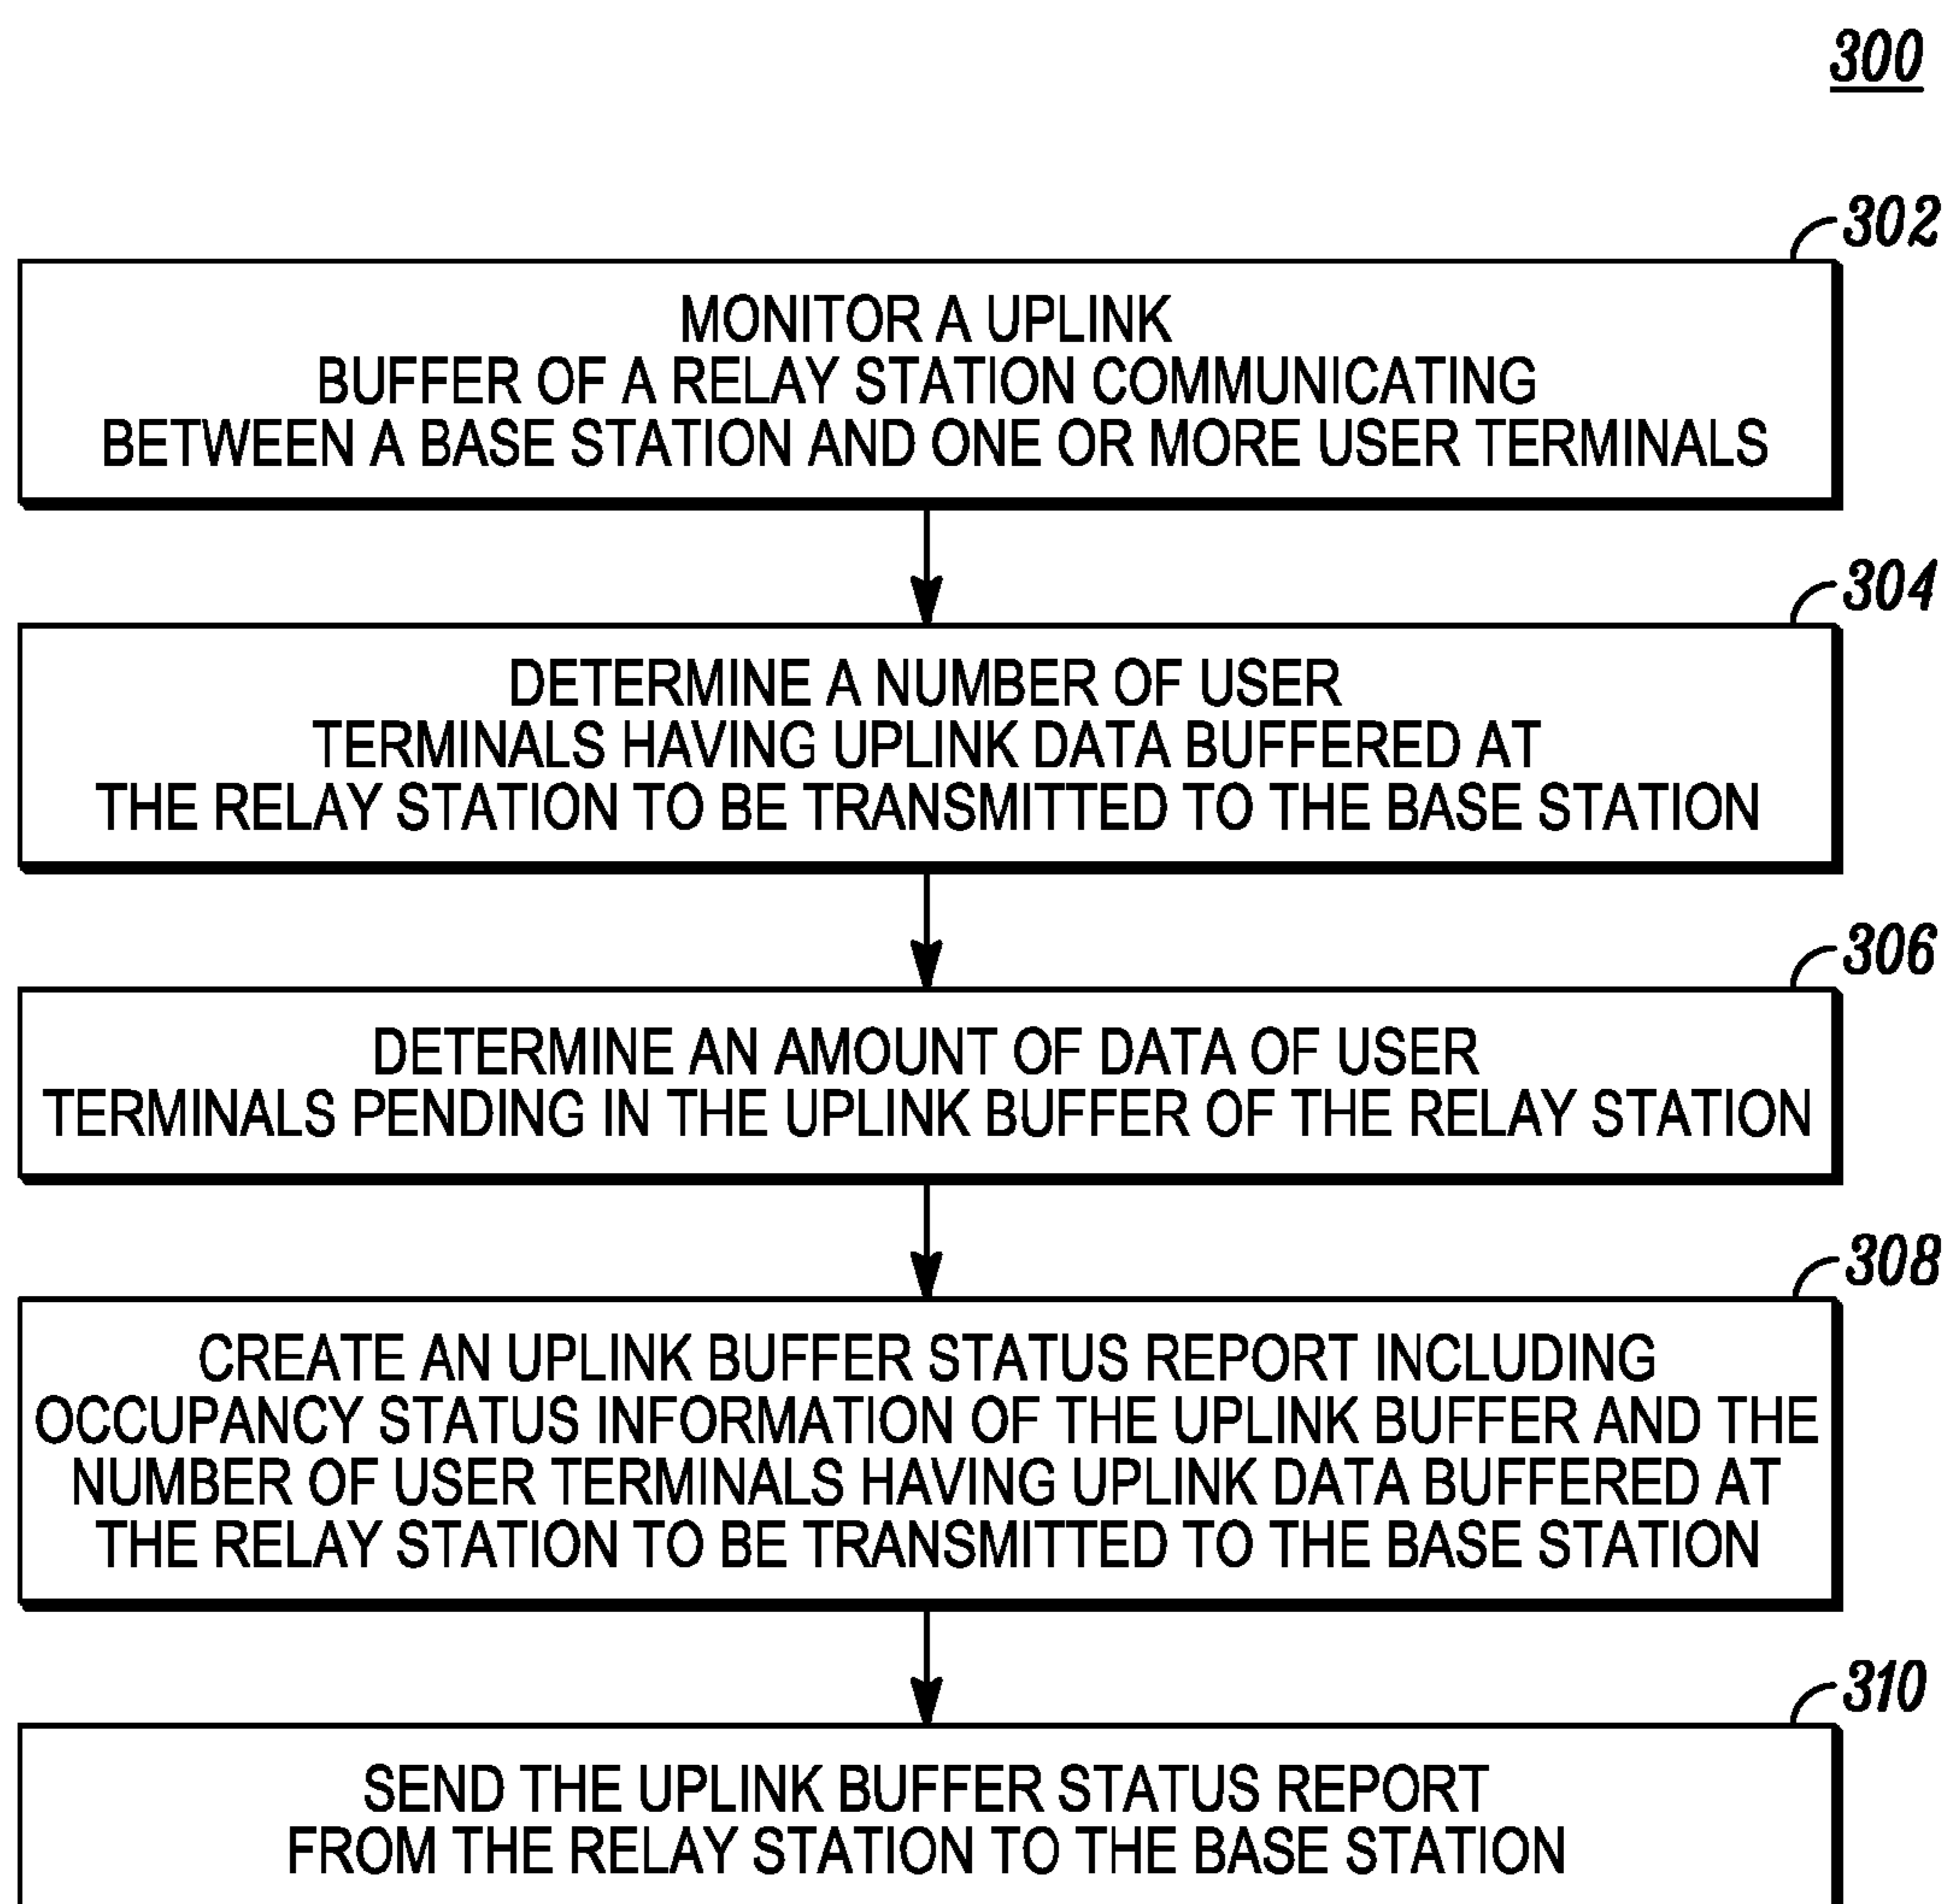 300
302
MONITOR A UPLINK
BUFFER OF A RELAY STATION COMMUNICATING
BETWEEN A BASE STATION AND ONE OR MORE USER TERMINALS
304
DETERMINE A NUMBER OF USER
TERMINALS HAVING UPLINK DATA BUFFERED AT
THE RELAY STATION TO BE TRANSMITTED TO THE BASE STATION
306
DETERMINE AN AMOUNT OF DATA OF USER
TERMINALS PENDING IN THE UPLINK BUFFER OF THE RELAY STATION
308
CREATE AN UPLINK BUFFER STATUS REPORT INCLUDING
OCCUPANCY STATUS INFORMATION OF THE UPLINK BUFFER AND THE
NUMBER OF USER TERMINALS HAVING UPLINK DATA BUFFERED AT
THE RELAY STATION TO BE TRANSMITTED TO THE BASE STATION
310
SEND THE UPLINK BUFFER STATUS REPORT
FROM THE RELAY STATION TO THE BASE STATION